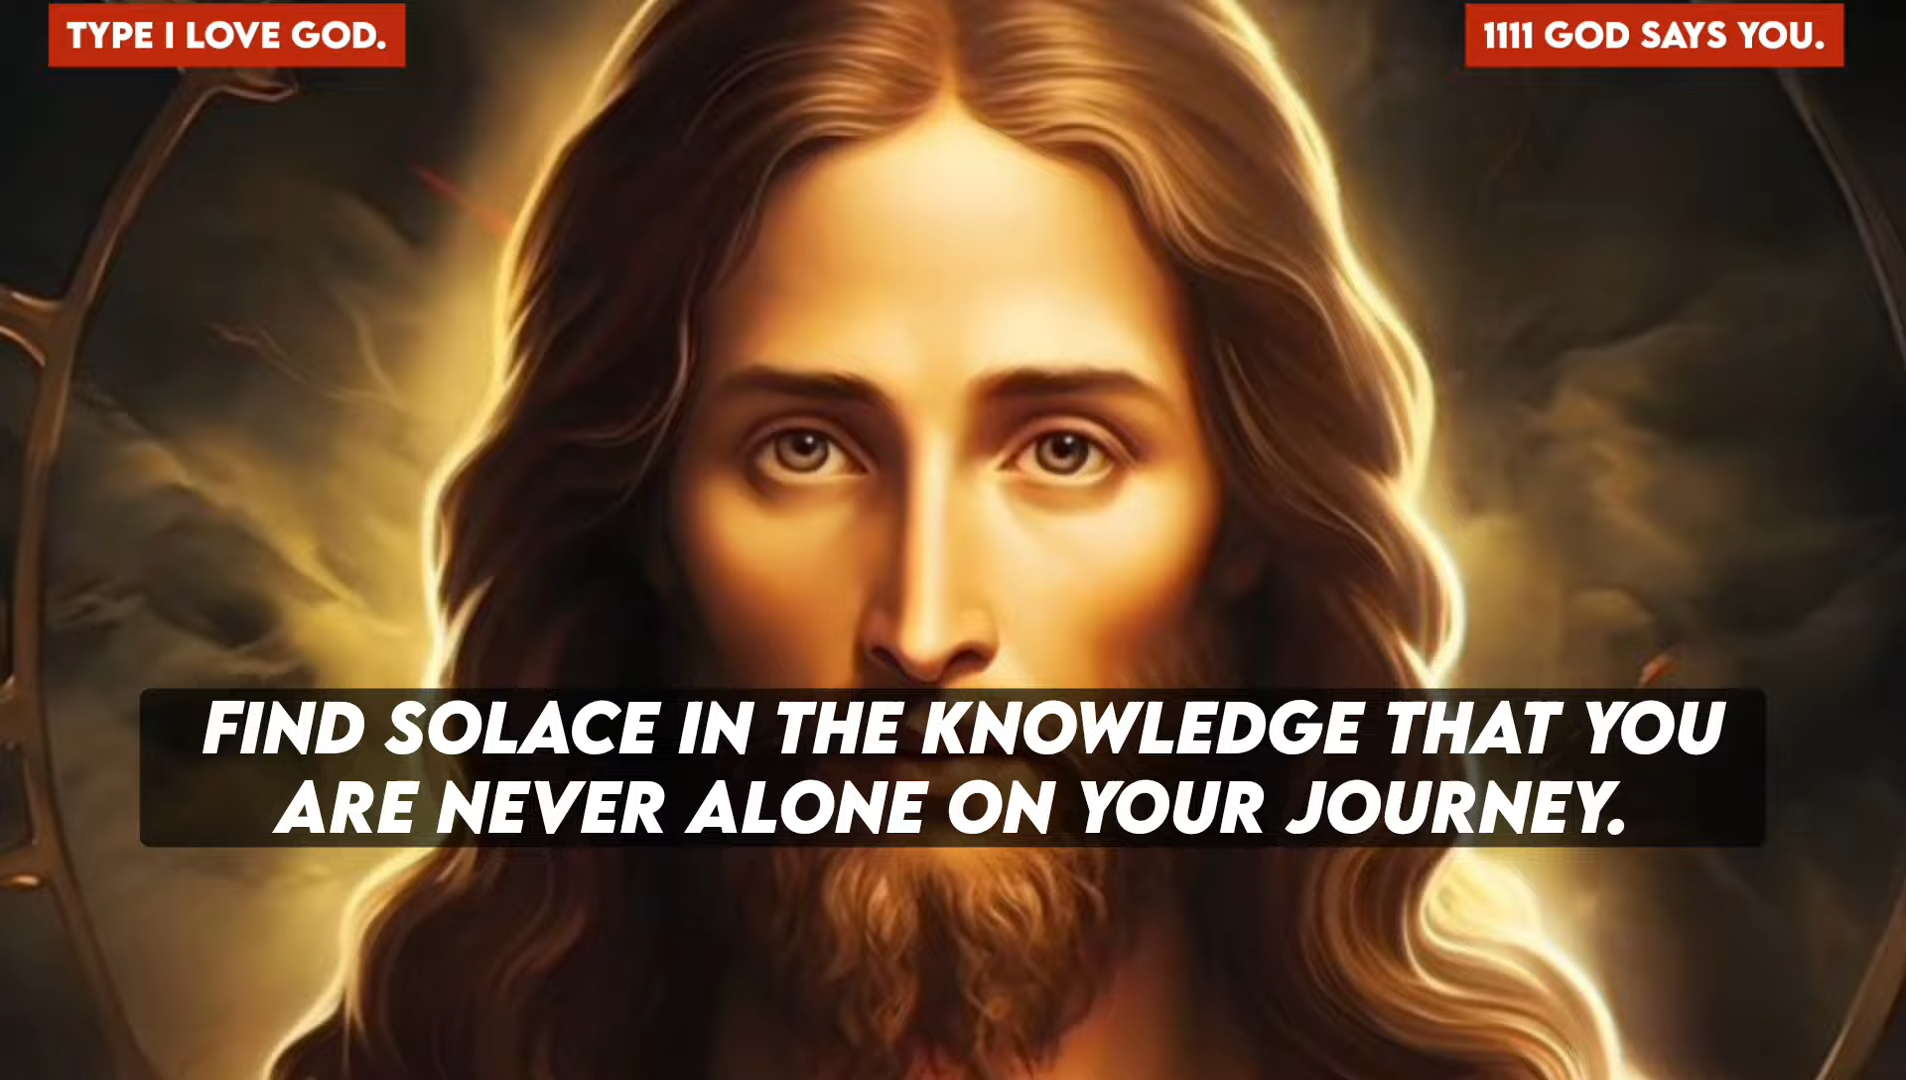 TYPE I LOVE GOD.
1111 GOD SAYS YOU.
FIND SOLACE IN THE KNOWLEDGE THAT YOU
ARE NEVER ALONE ON YOUR JOURNEY.